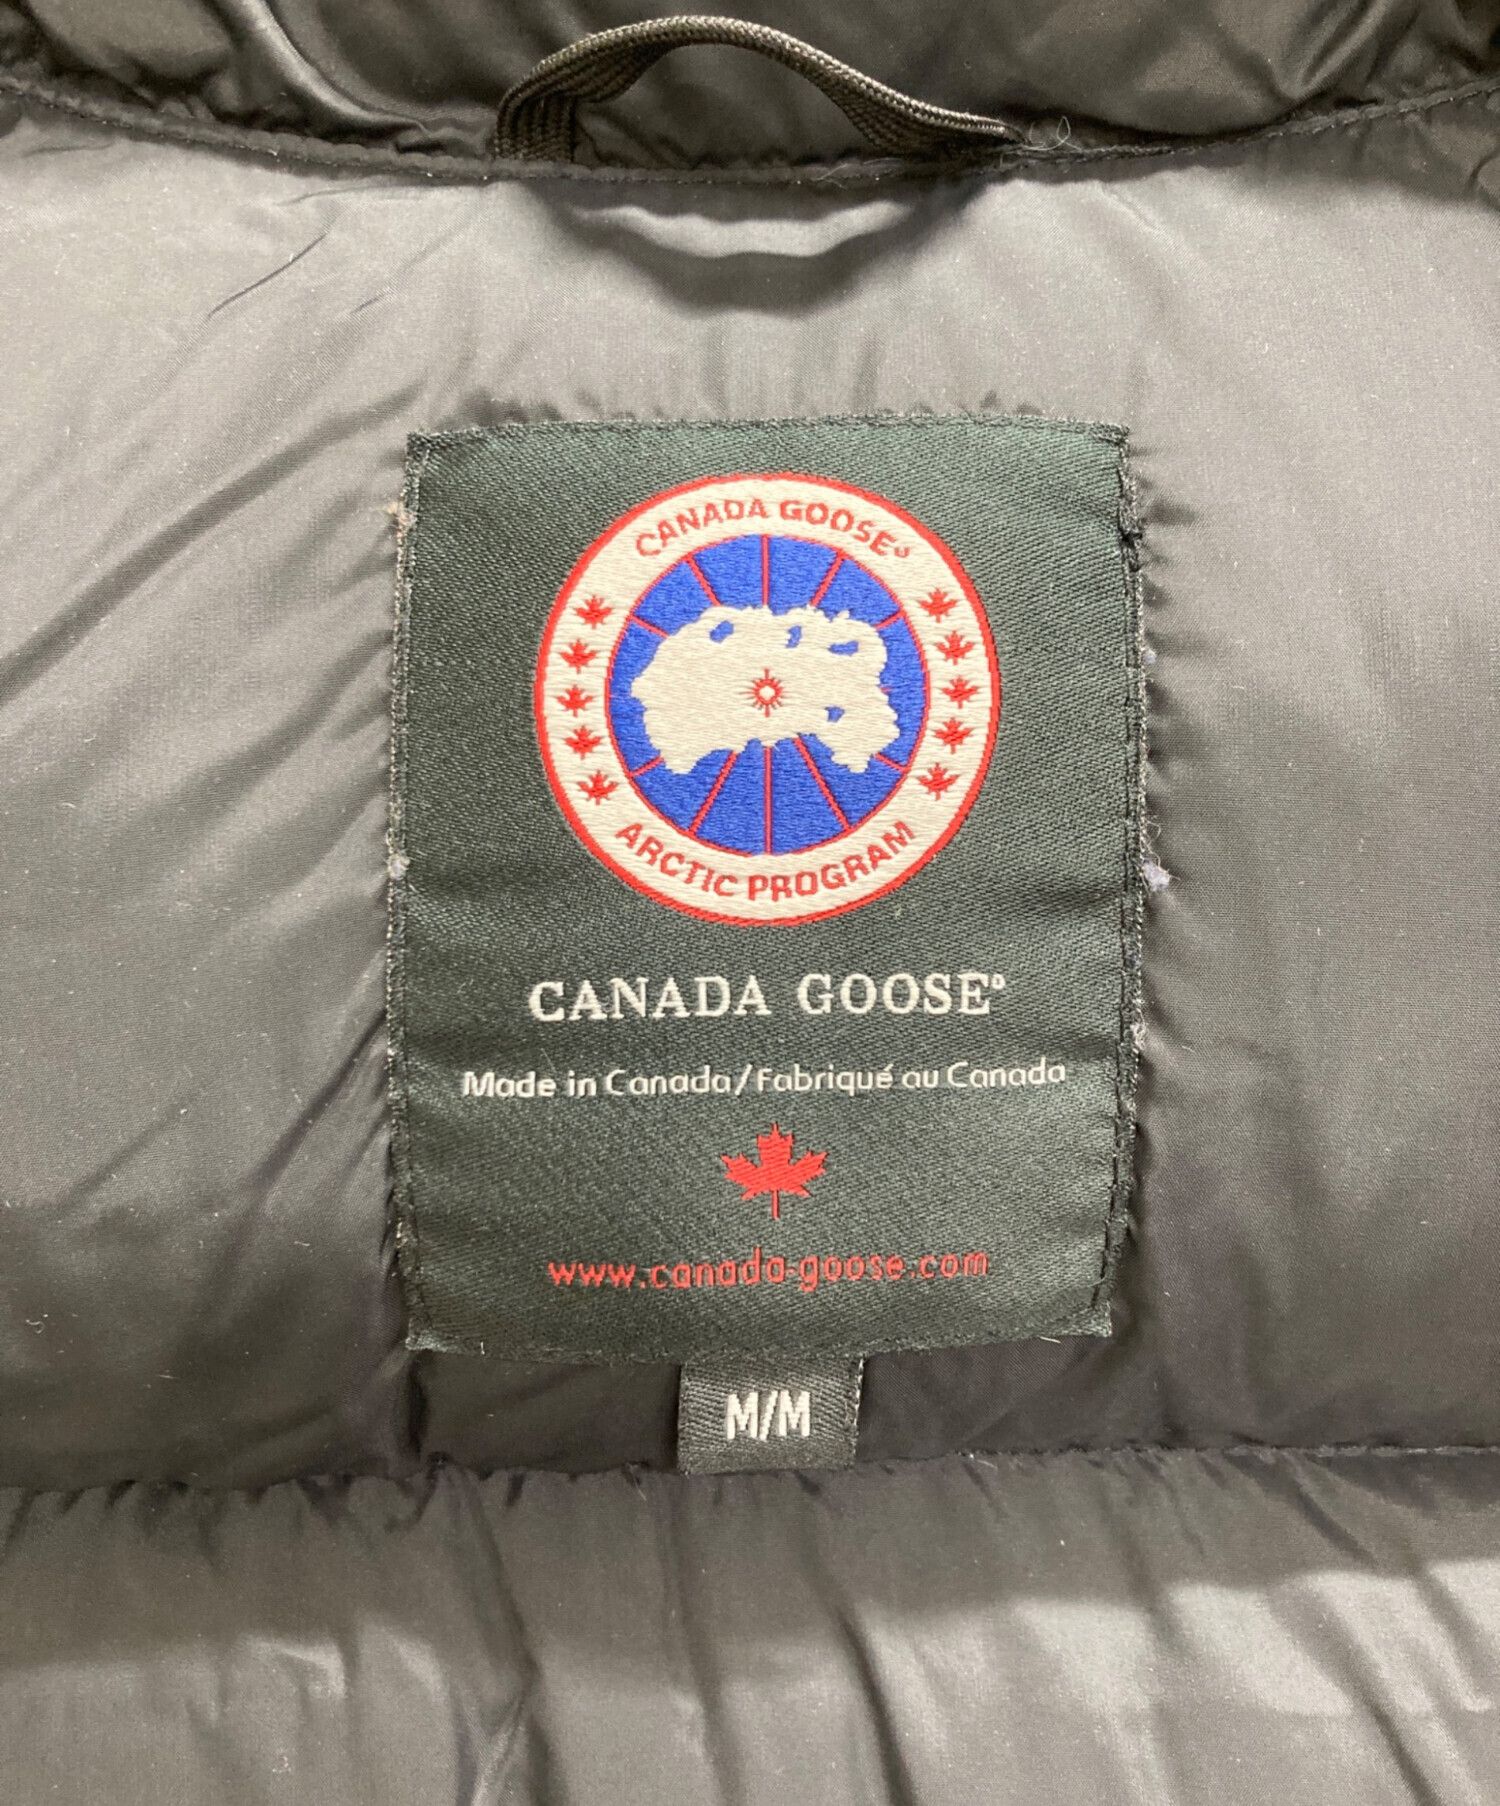 CANADA GOOSE
ARCTIC PROGRAM
CANADA GOOSE®
Made in Canada/Fabriqué au Canada
www.canada-goose.com
M/M